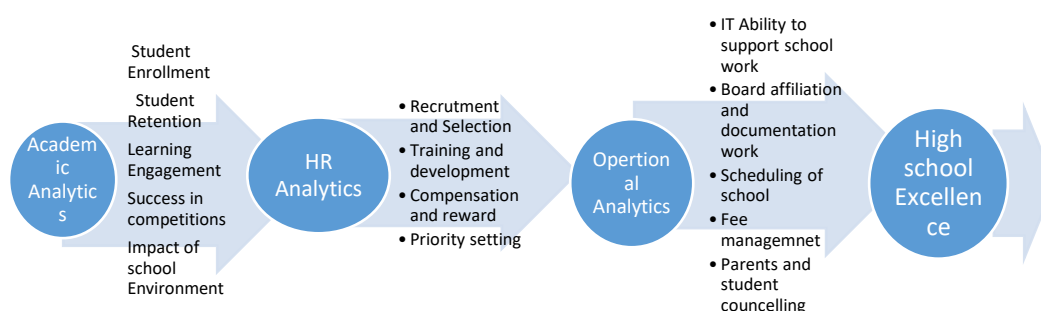 Academ
ic
Analytic
s
Student
Enrollment
Student
Retention
Learning
Engagement
Success in
competitions
Impact of
school
Environment
HR
Analytics
• Recrutment
and Selection
• Training and
development
• Compensation
and reward
• Priority setting
Opertion
al
Analytics
• IT Ability to
support school
work
• Board affiliation
and
documentation
work
• Scheduling of
school
• Fee
managemnet
• Parents and
student
councelling
High
school
Excellen
ce